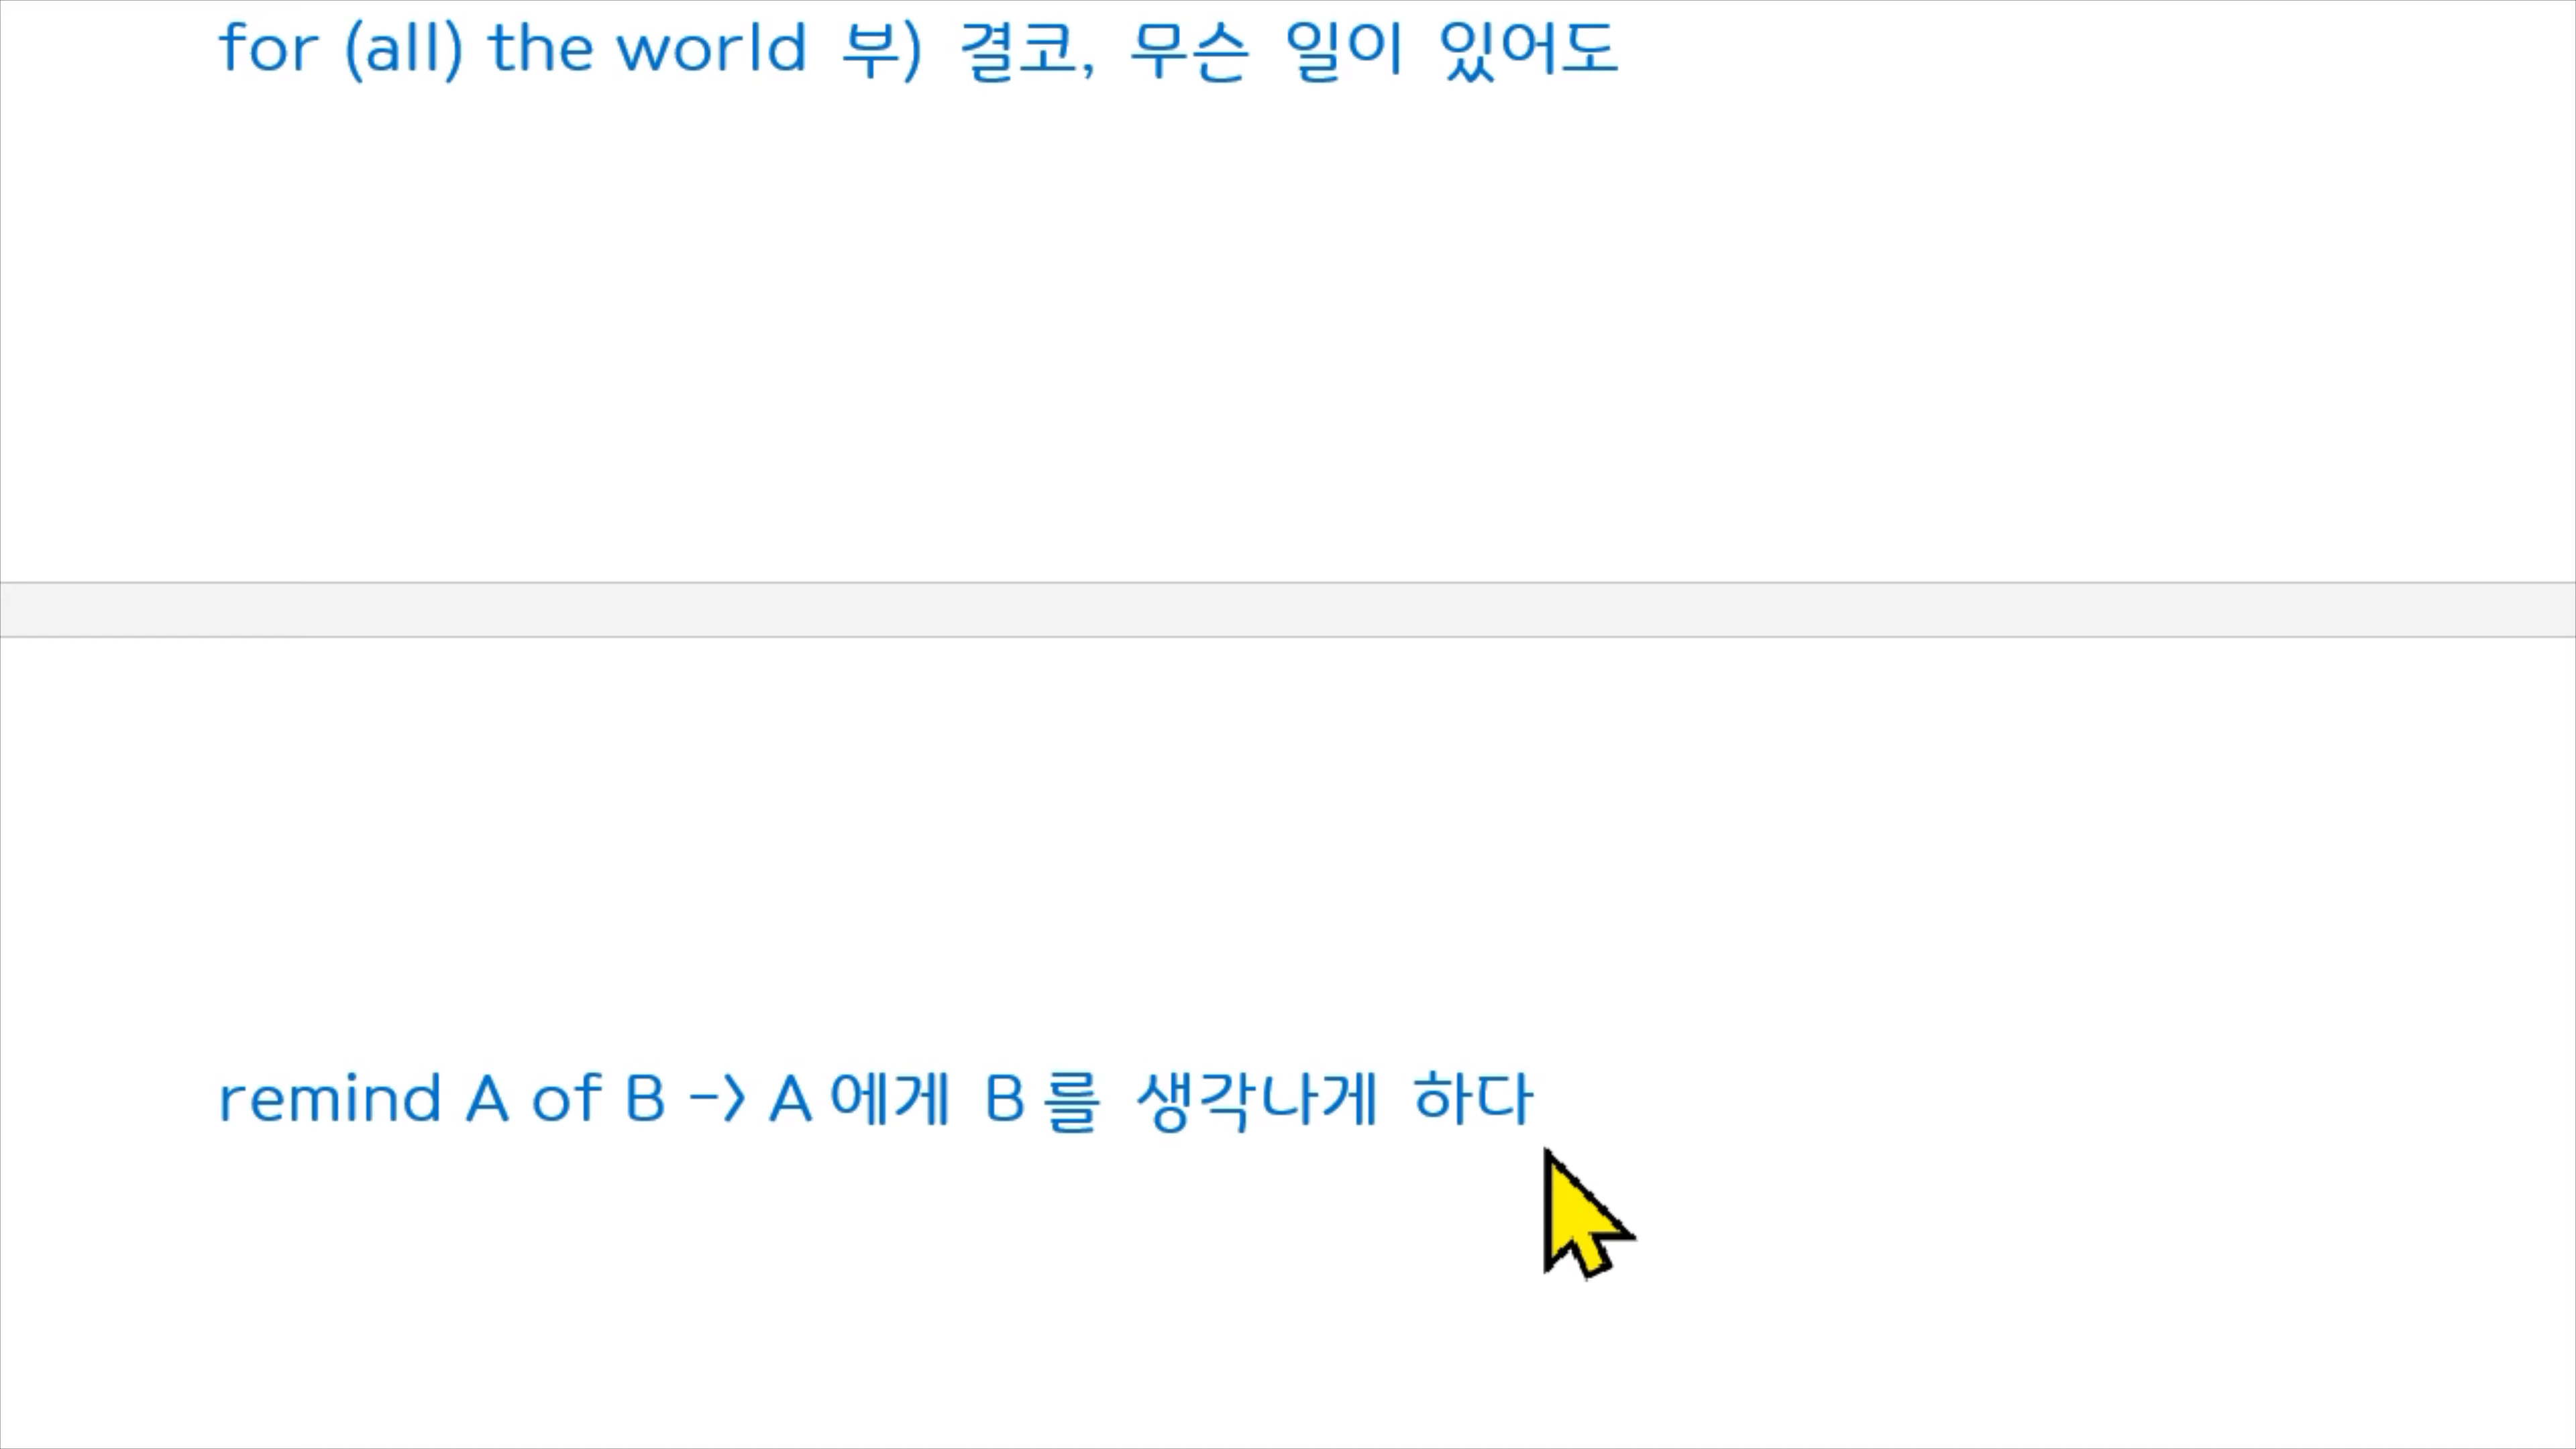 for (all) the world 부) 결코, 무슨 일이 있어도
remind A of B -> A 에게 B 를 생각나게 하다